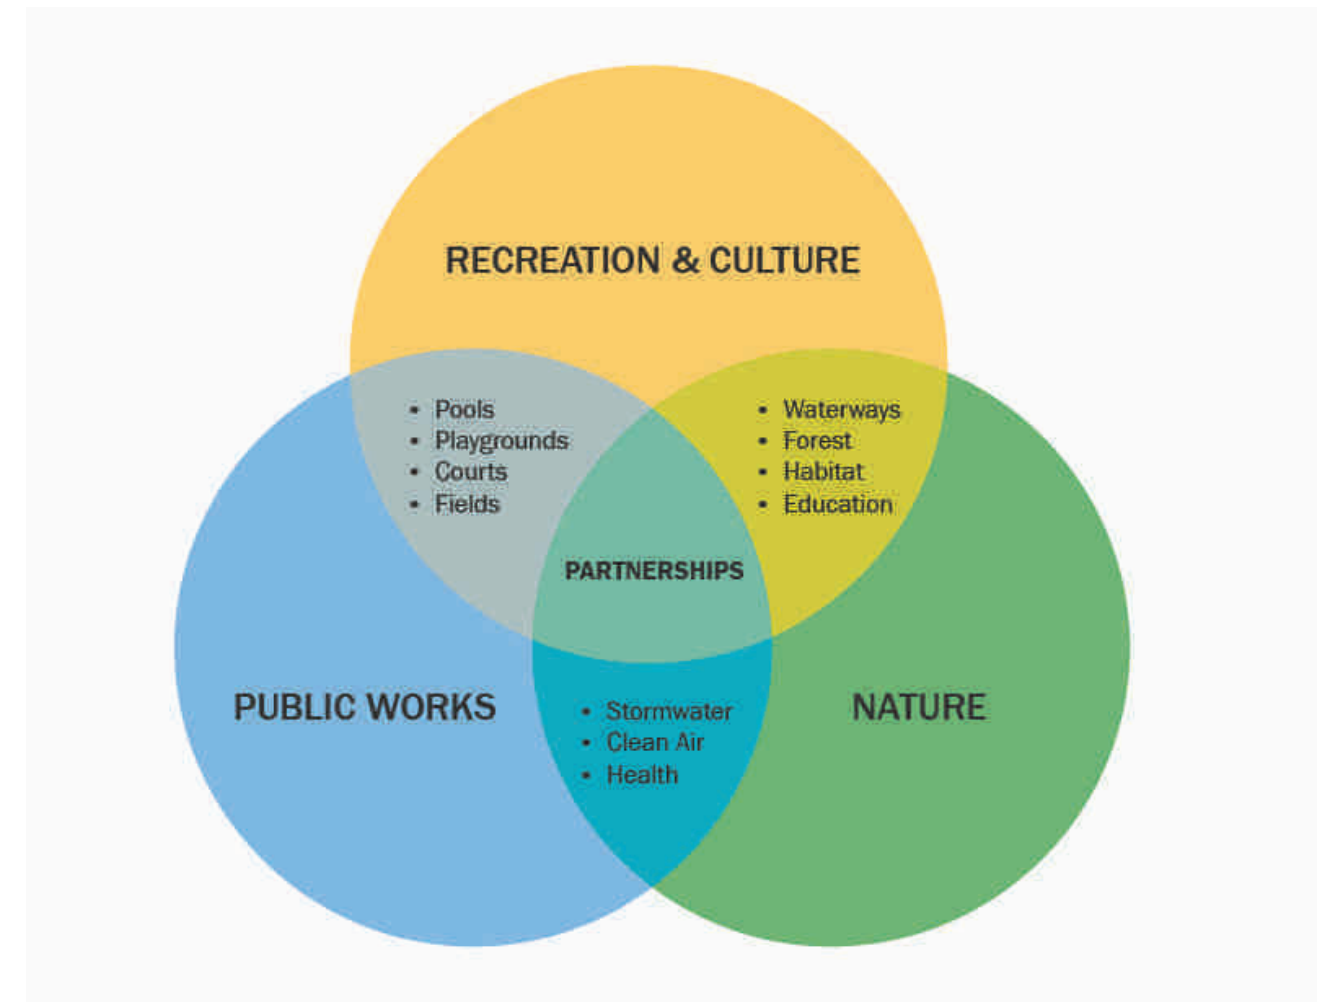 RECREATION & CULTURE
• Pools
• Playgrounds
• Courts
• Fields
• Waterways
• Forest
• Habitat
• Education
PARTNERSHIPS
PUBLIC WORKS
NATURE
• Stormwater
• Clean Air
• Health